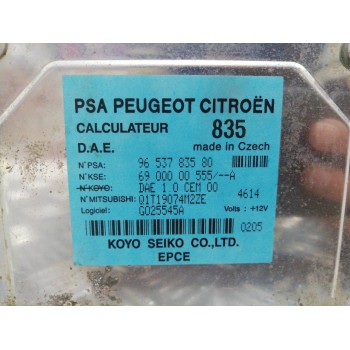 PSA PEUGEOT CITROËN
CALCULATEUR 835
D.A.E. made in Czech
N°PSA: 96 537 835 80
N°KSE: 69 000 00 555/--A
N°KOYO: DAE 1.0 CEM 00
N°MITSUBISHI: Q1T19074M2ZE 4614
Logiciel: G025545A Volts : +12V
0205
KOYO SEIKO CO.,LTD.
EPCE